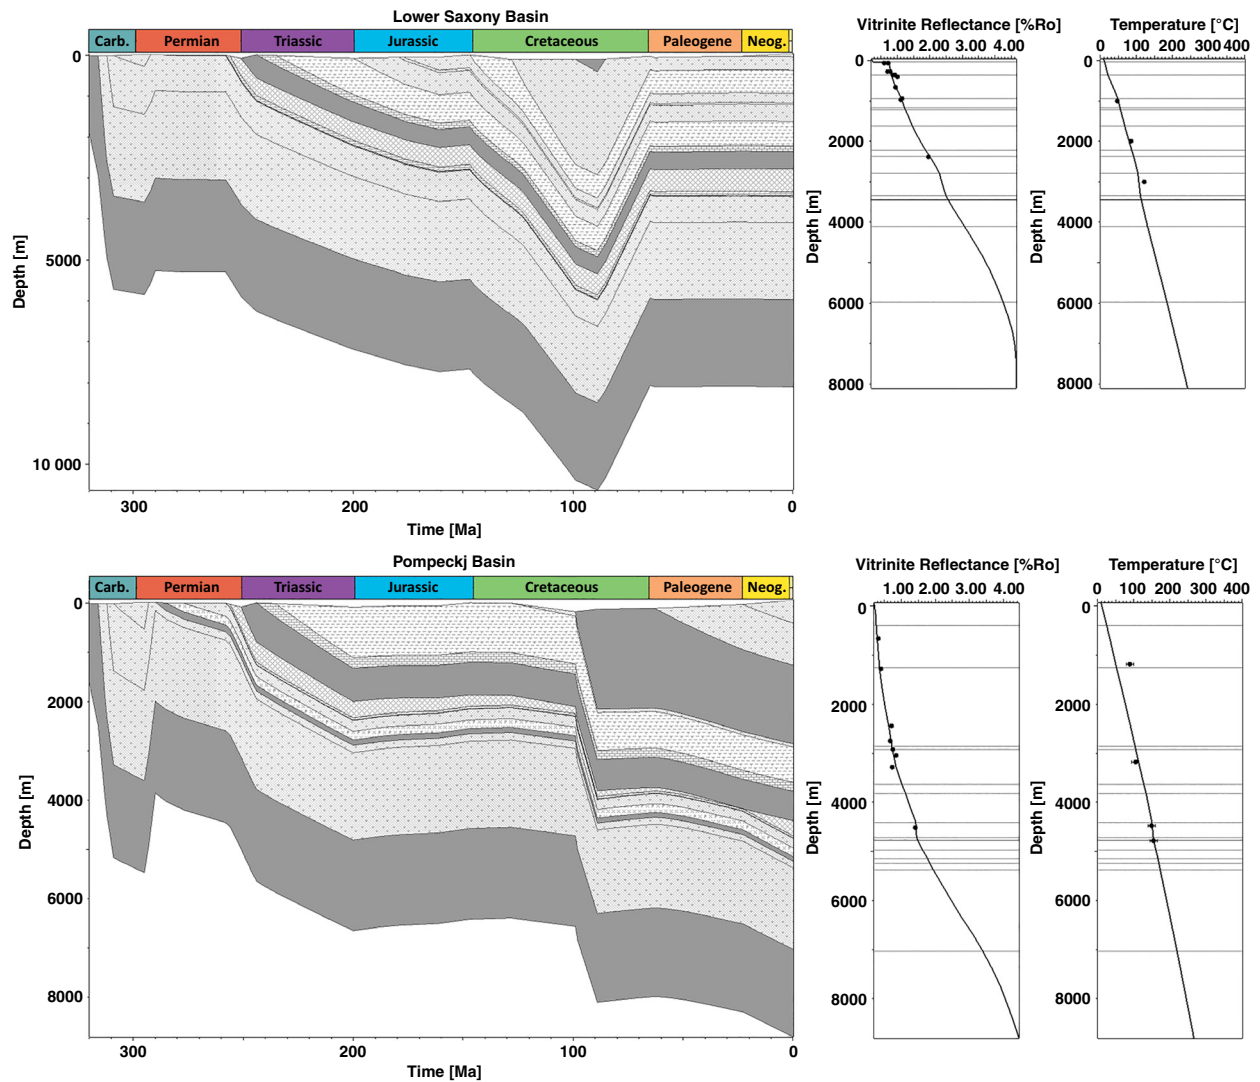 Lower Saxony Basin
Carb. Permian Triassic Jurassic Cretaceous Paleogene Neog.
0
5000
10 000
Depth [m]
300 200 100 0
Time [Ma]
Vitrinite Reflectance [%Ro]
1.00 2.00 3.00 4.00
0
2000
4000
6000
8000
Depth [m]
Temperature [°C]
0 100 200 300 400
0
2000
4000
6000
8000
Depth [m]
Pompeckj Basin
Carb. Permian Triassic Jurassic Cretaceous Paleogene Neog.
0
2000
4000
6000
8000
Depth [m]
300 200 100 0
Time [Ma]
Vitrinite Reflectance [%Ro]
1.00 2.00 3.00 4.00
0
2000
4000
6000
8000
Depth [m]
Temperature [°C]
0 100 200 300 400
0
2000
4000
6000
8000
Depth [m]